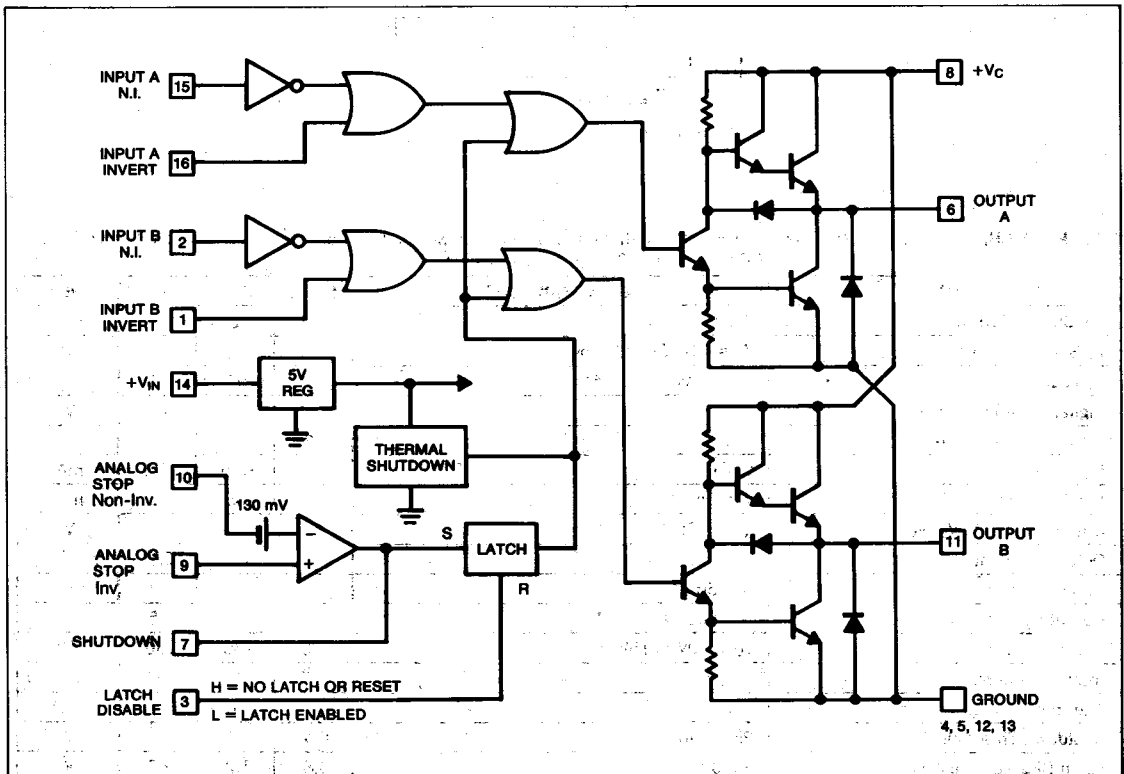 INPUT A
N.I.
15
INPUT A
INVERT
16
INPUT B
N.I.
2
INPUT B
INVERT
1
+VIN
14
5V
REG
THERMAL
SHUTDOWN
ANALOG
STOP
Non-Inv.
10
130 mV
−
+
ANALOG
STOP
Inv.
9
S
LATCH
R
SHUTDOWN
7
LATCH
DISABLE
3
H = NO LATCH OR RESET
L = LATCH ENABLED
8
+VC
6
OUTPUT
A
11
OUTPUT
B
GROUND
4, 5, 12, 13